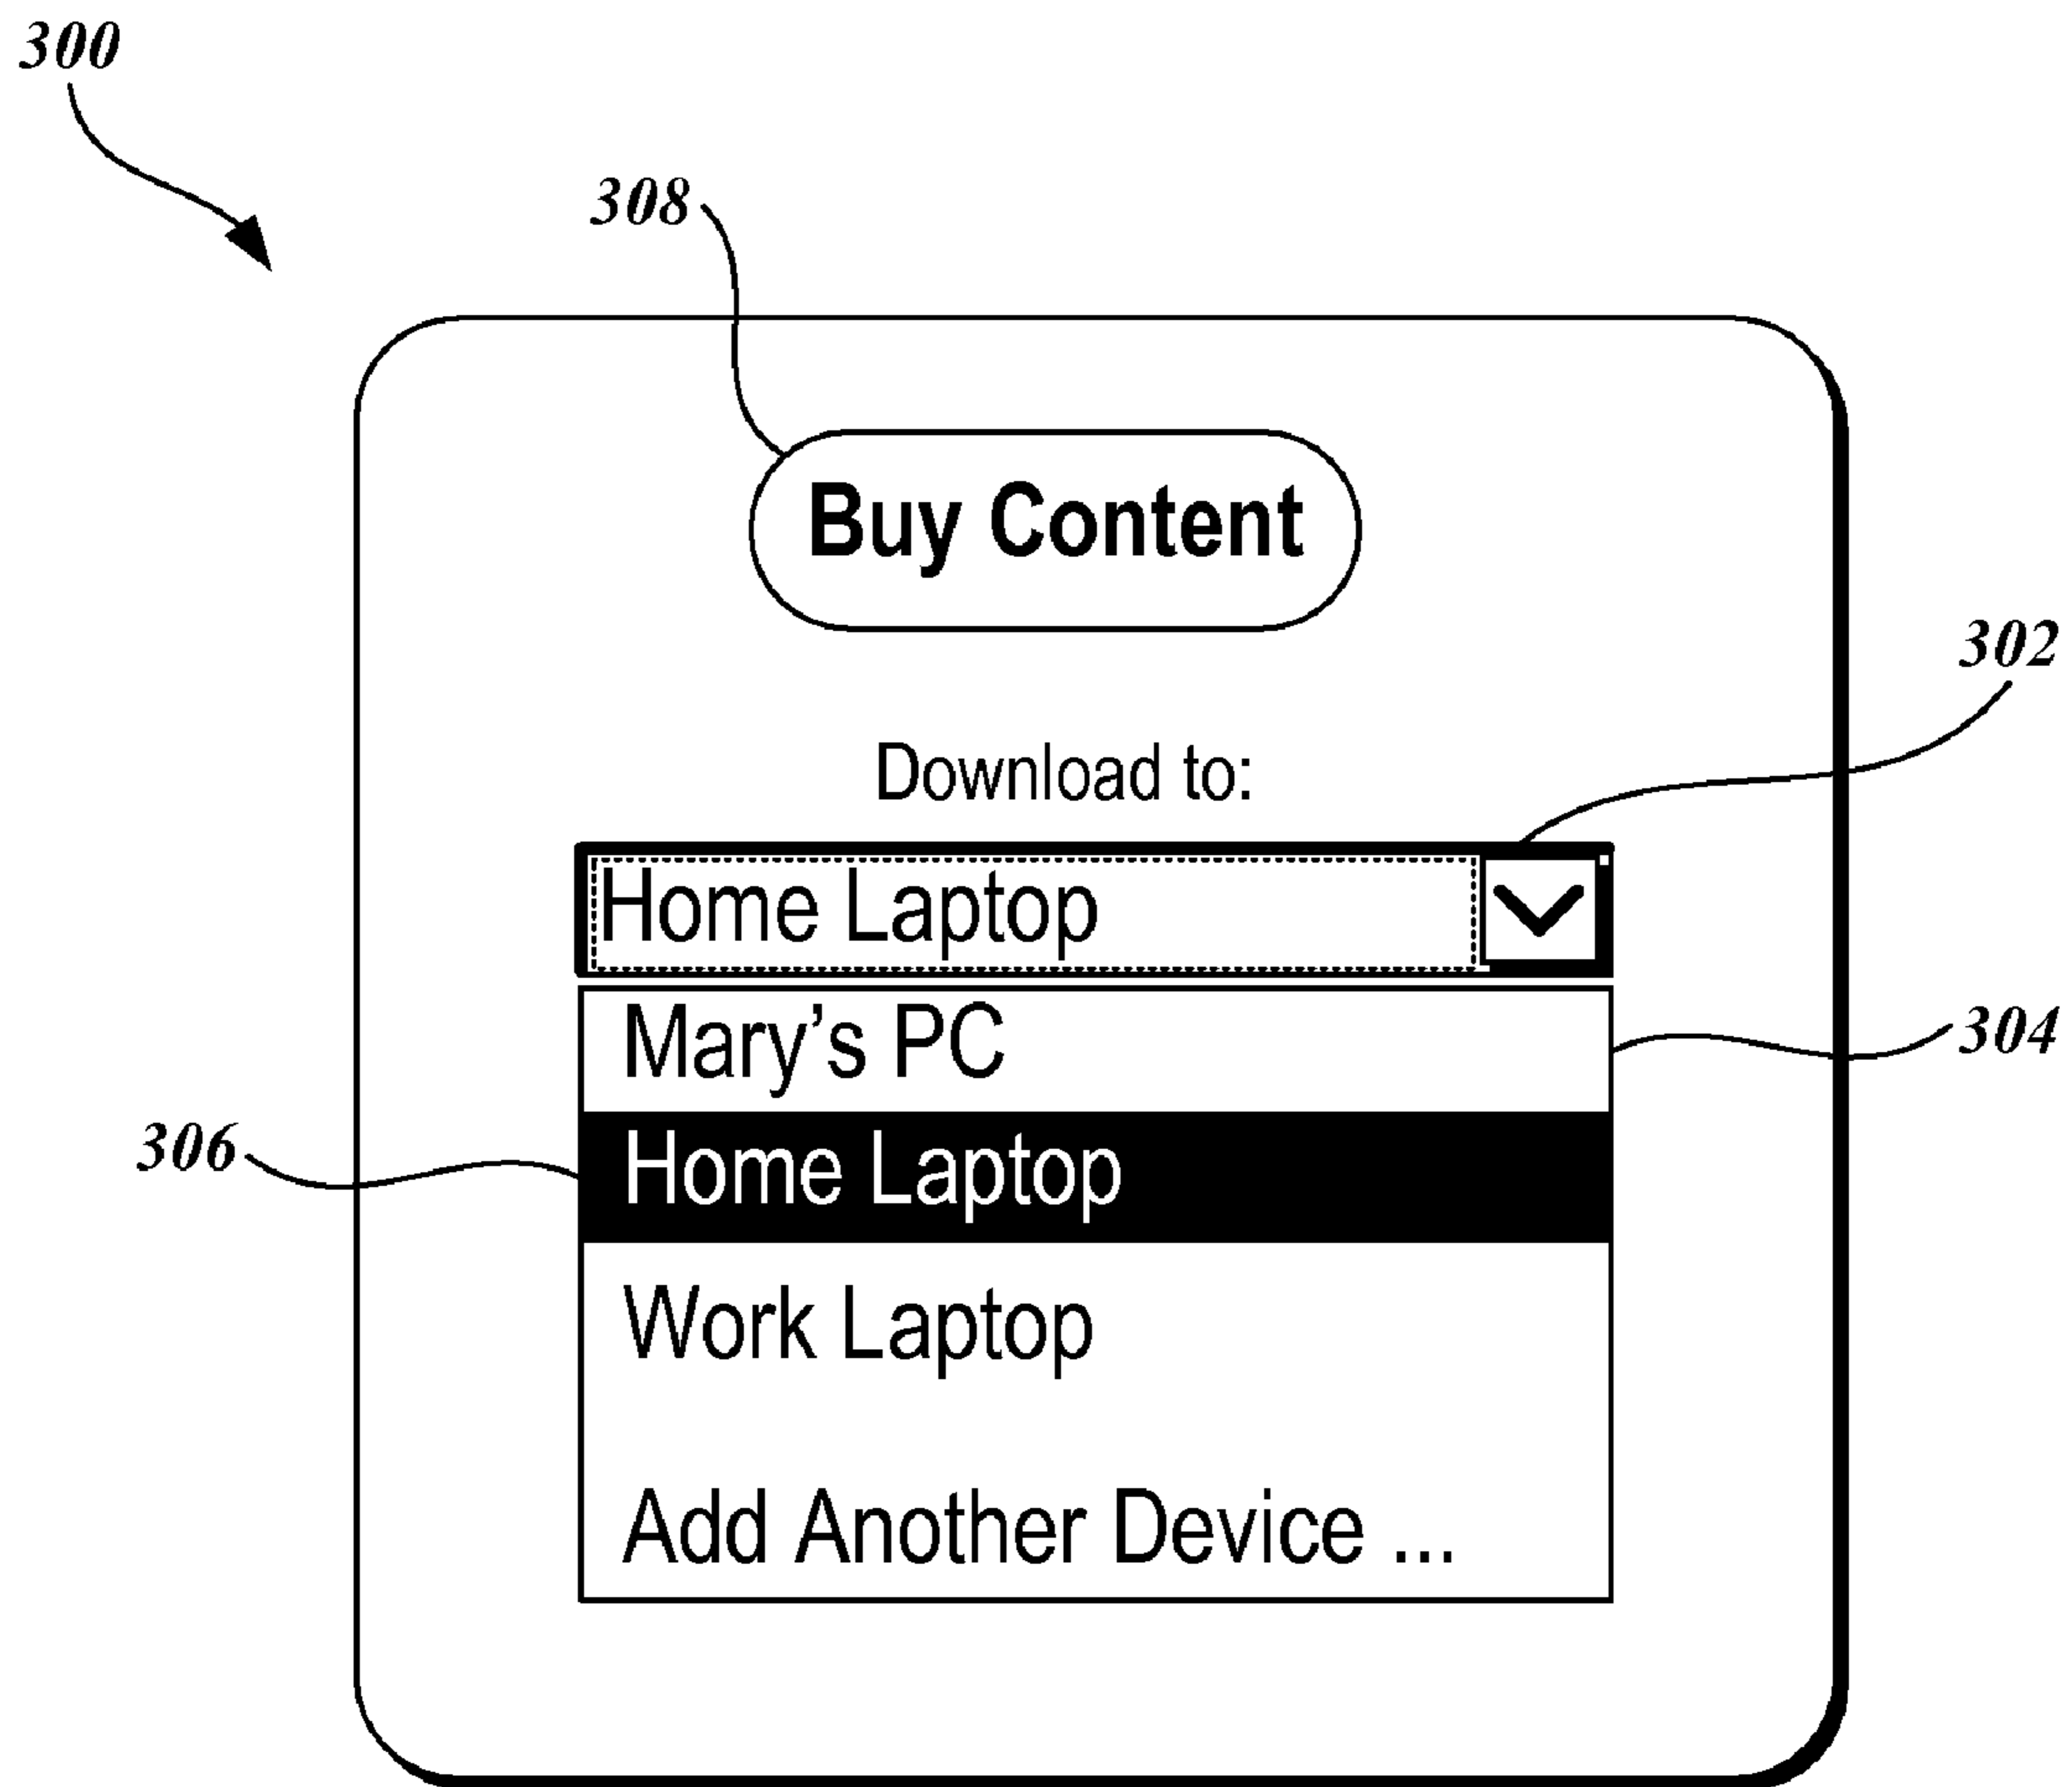 300
308
Buy Content
302
Download to:
Home Laptop
Mary’s PC
304
306
Home Laptop
Work Laptop
Add Another Device ...